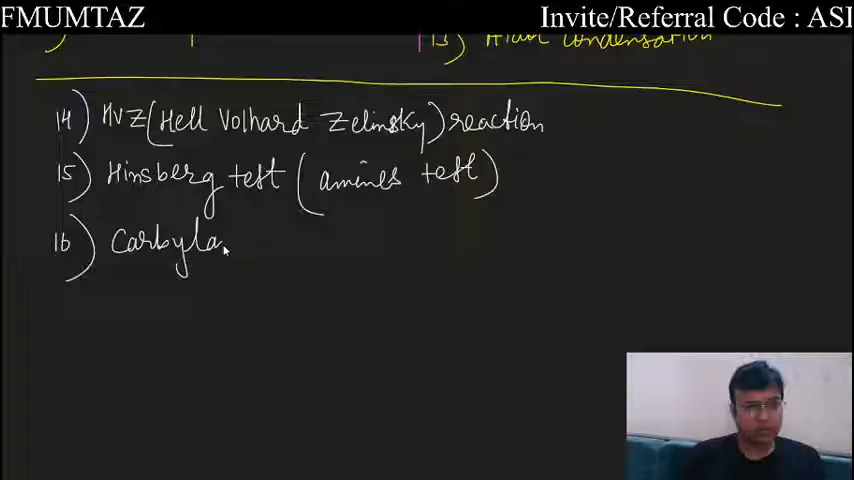 FMUMTAZ
Invite/Referral Code : ASI
13) Aldol Condensation
14) HVZ (Hell Volhard Zelinsky) reaction
15) Hinsberg test (amines test)
16) Carbyla